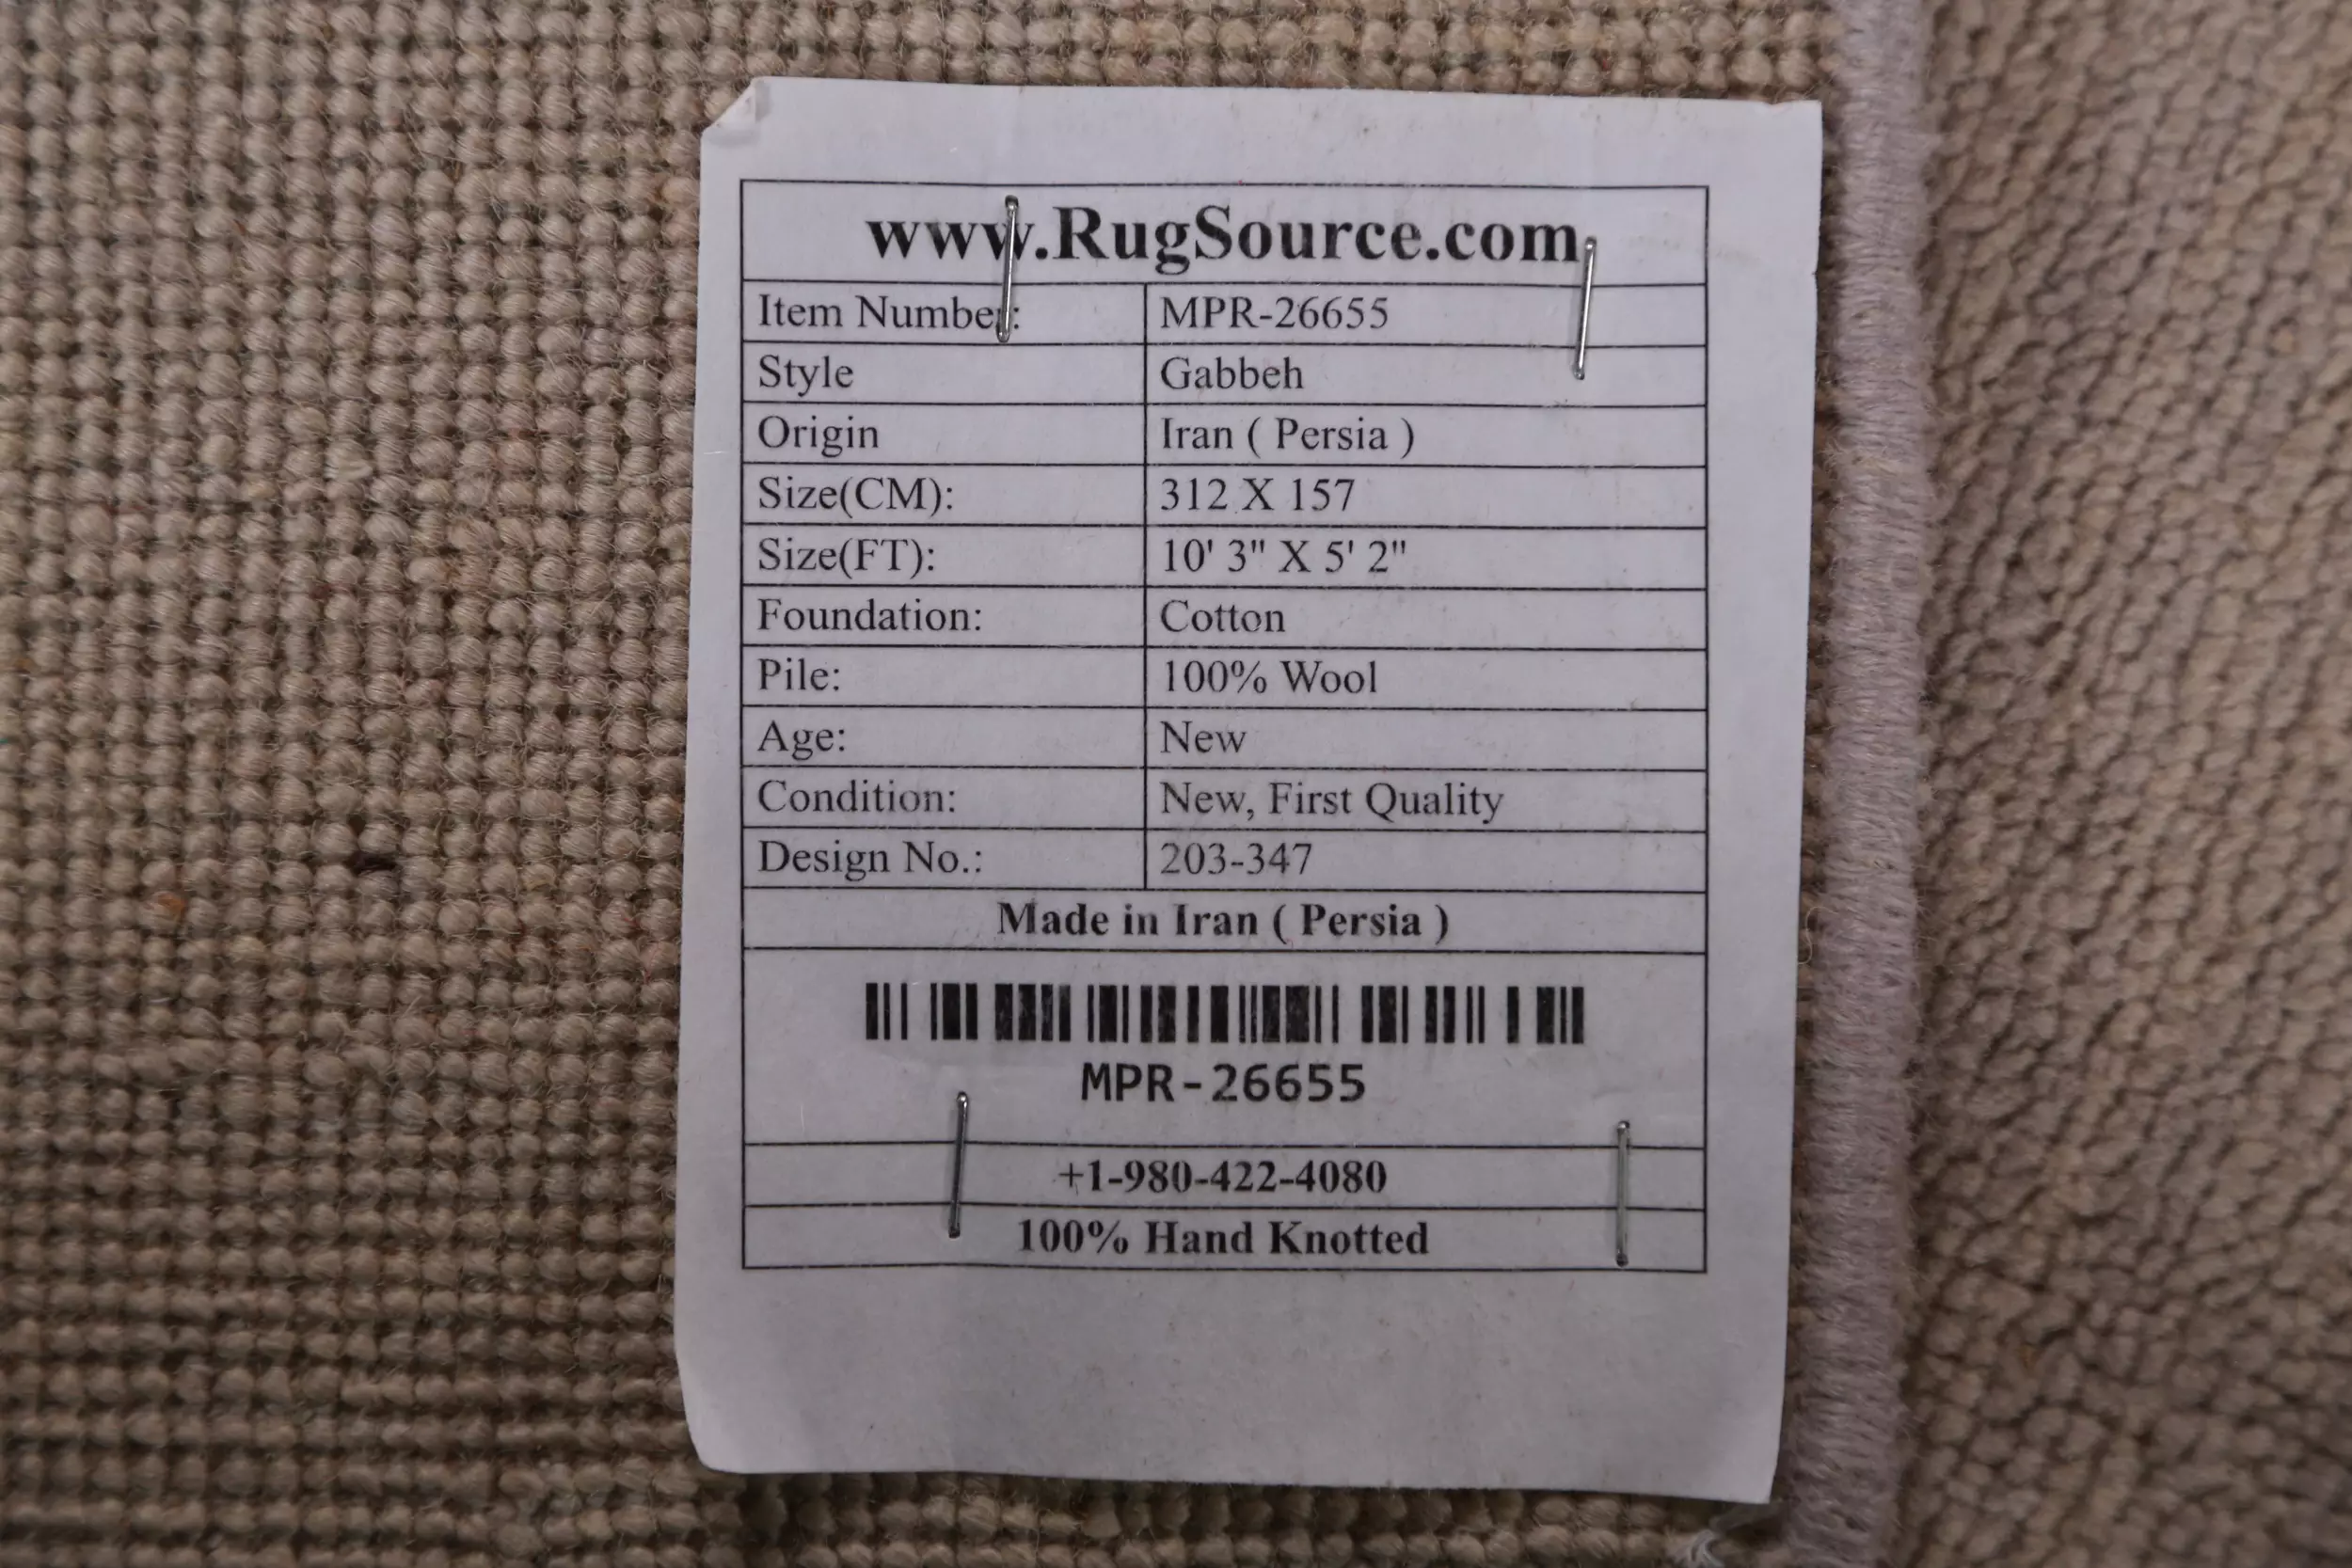 www.RugSource.com
Item Number: MPR-26655
Style Gabbeh
Origin Iran ( Persia )
Size(CM): 312 X 157
Size(FT): 10' 3" X 5' 2"
Foundation: Cotton
Pile: 100% Wool
Age: New
Condition: New, First Quality
Design No.: 203-347
Made in Iran ( Persia )
MPR-26655
+1-980-422-4080
100% Hand Knotted